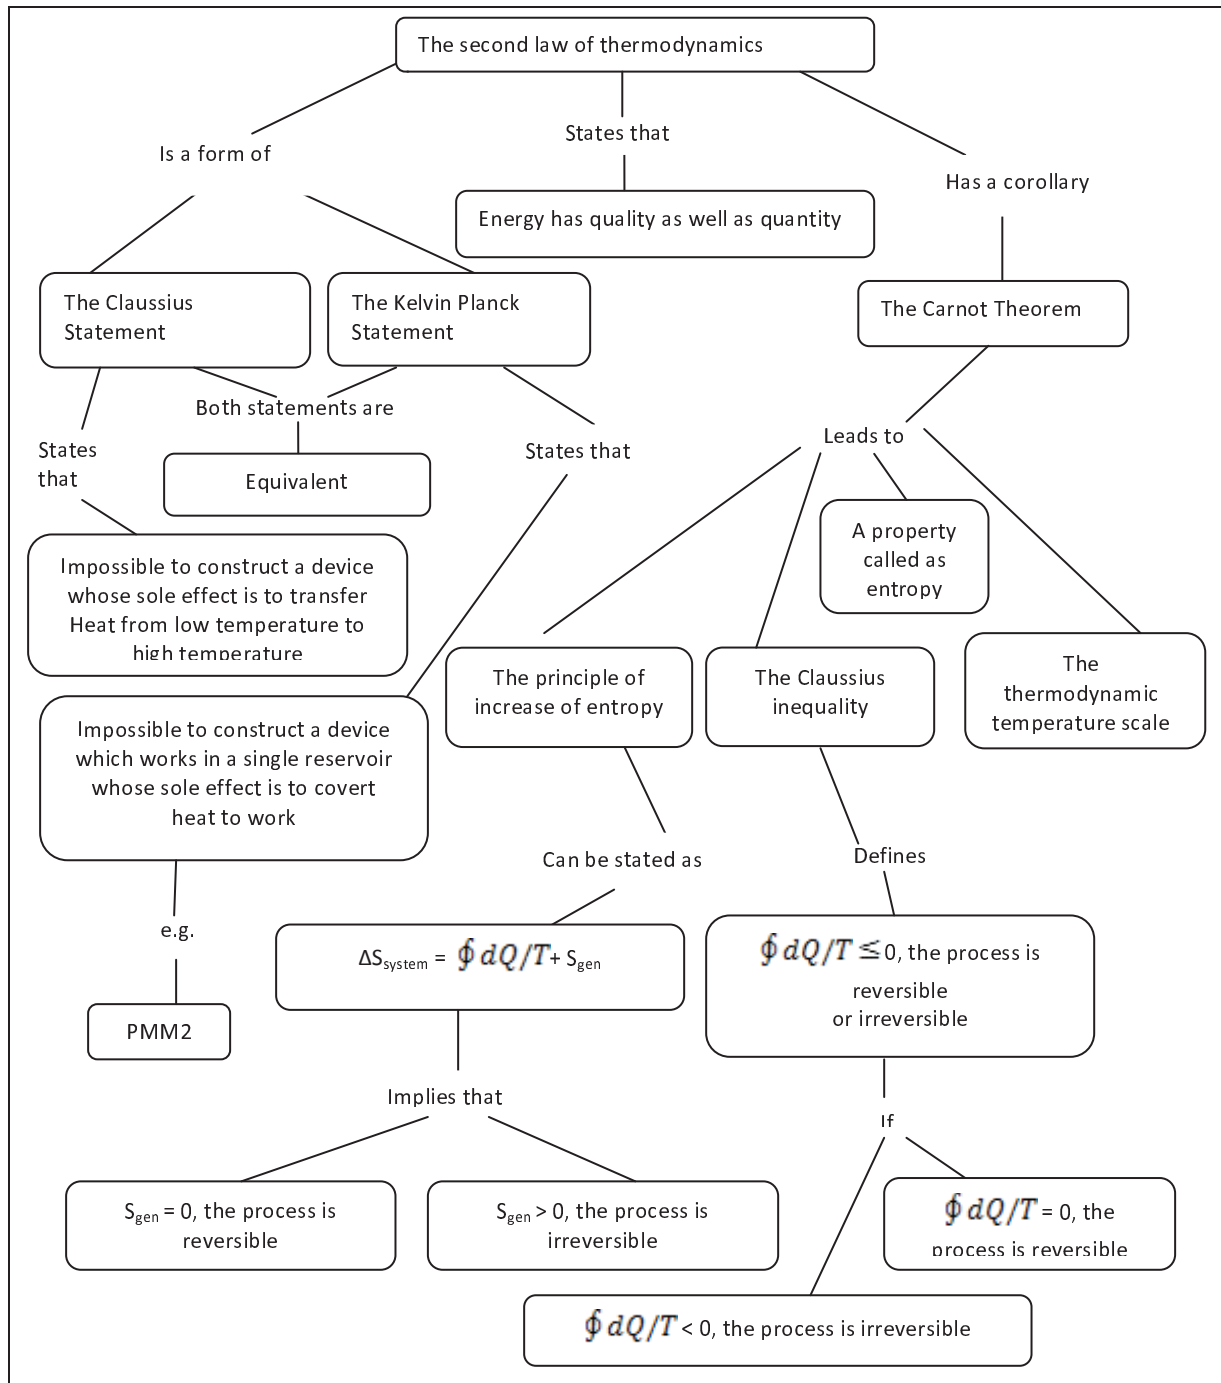 The second law of thermodynamics
Is a form of
States that
Has a corollary
Energy has quality as well as quantity
The Claussius
Statement
The Kelvin Planck
Statement
The Carnot Theorem
Both statements are
Equivalent
States
that
States that
Leads to
Impossible to construct a device
whose sole effect is to transfer
Heat from low temperature to
high temperature
A property
called as
entropy
The principle of
increase of entropy
The Claussius
inequality
The
thermodynamic
temperature scale
Impossible to construct a device
which works in a single reservoir
whose sole effect is to covert
heat to work
Can be stated as
Defines
e.g.
PMM2
ΔSsystem = ∮dQ/T+ Sgen
∮dQ/T ≤ 0, the process is
reversible
or irreversible
Implies that
If
Sgen = 0, the process is
reversible
Sgen > 0, the process is
irreversible
∮dQ/T = 0, the
process is reversible
∮dQ/T < 0, the process is irreversible